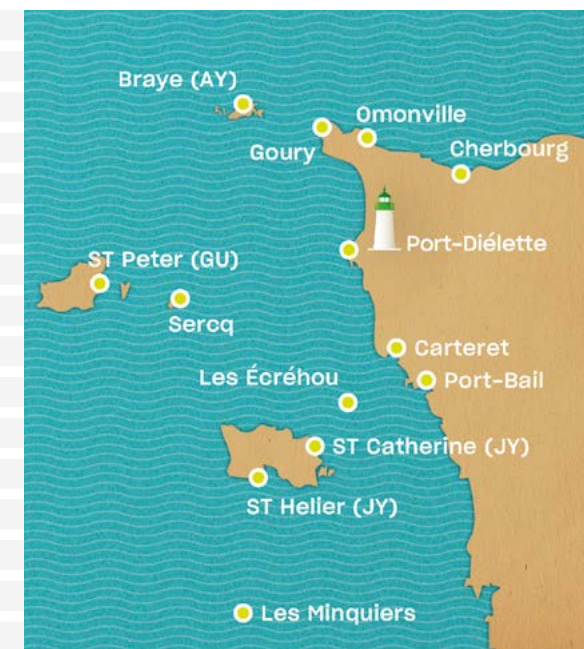 Braye (AY)
Omonville
Goury
Cherbourg
Port-Diélette
ST Peter (GU)
Sercq
Carteret
Les Écréhou
Port-Bail
ST Catherine (JY)
ST Helier (JY)
Les Minquiers